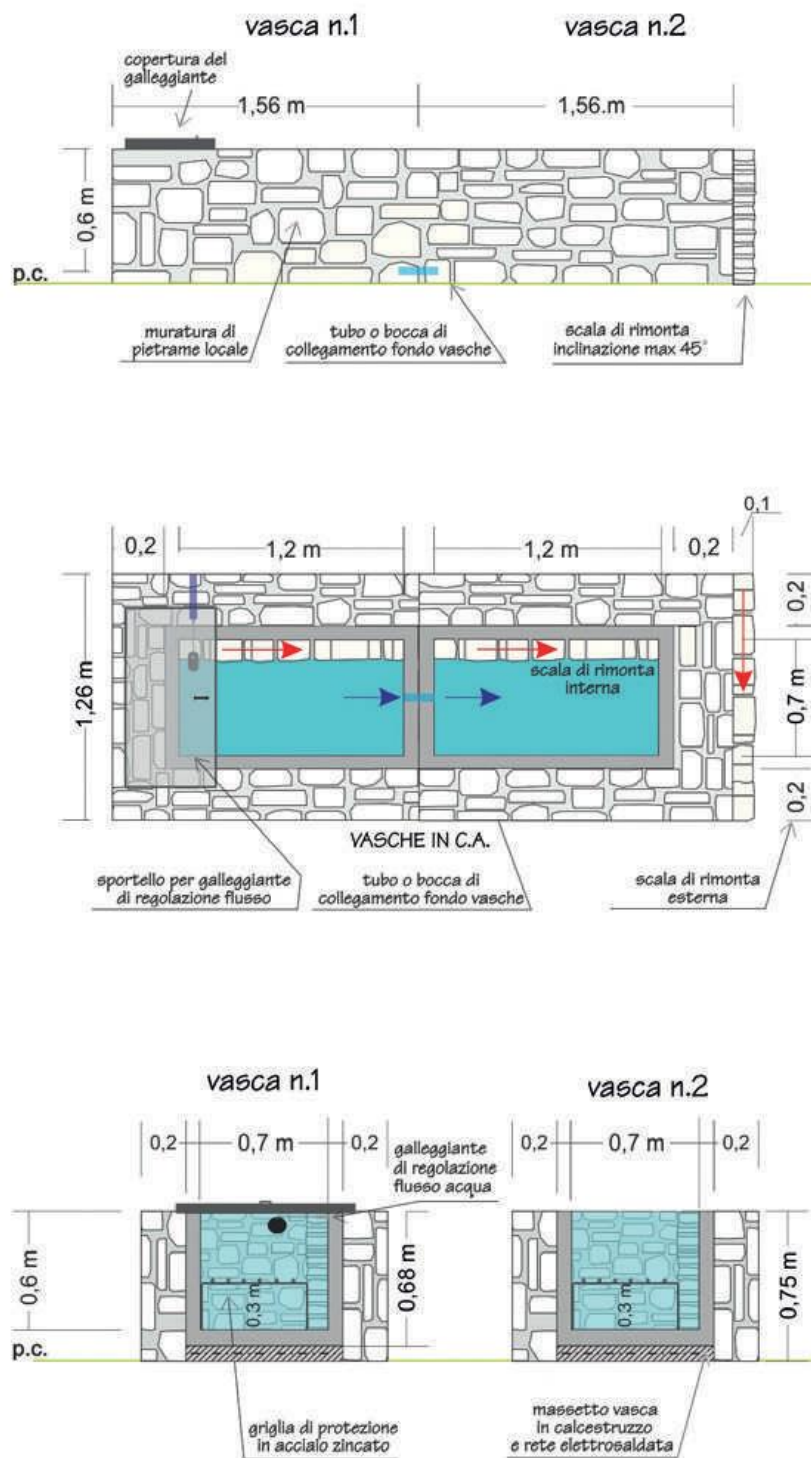 vasca n.1
vasca n.2
copertura del
galleggiante
1,56 m
1,56.m
0,6 m
p.c.
muratura di
pietrame locale
tubo o bocca di
collegamento fondo vasche
scala di rimonta
inclinazione max 45°
0,1
0,2
1,2 m
1,2 m
0,2
0,2
1,26 m
scala di rimonta
interna
0,7 m
0,2
VASCHE IN C.A.
sportello per galleggiante
di regolazione flusso
tubo o bocca di
collegamento fondo vasche
scala di rimonta
esterna
vasca n.1
vasca n.2
0,2
0,7 m
0,2
galleggiante
di regolazione
flusso acqua
0,2
0,7 m
0,2
0,6 m
0,3 m
0,68 m
0,3 m
0,75 m
p.c.
griglia di protezione
in acciaio zincato
massetto vasca
in calcestruzzo
e rete elettrosaldata